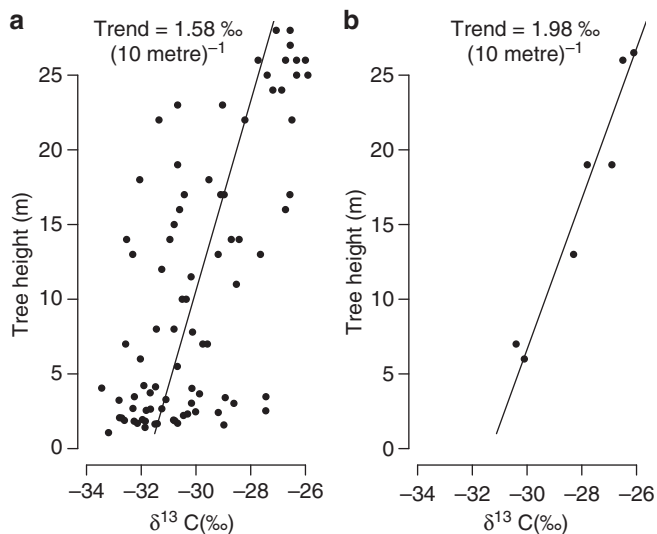 a
Trend = 1.58 ‰
(10 metre)⁻¹
25
20
15
10
5
0
Tree height (m)
−34 −32 −30 −28 −26
δ¹³ C(‰)
b
Trend = 1.98 ‰
(10 metre)⁻¹
25
20
15
10
5
0
Tree height (m)
−34 −32 −30 −28 −26
δ¹³ C(‰)